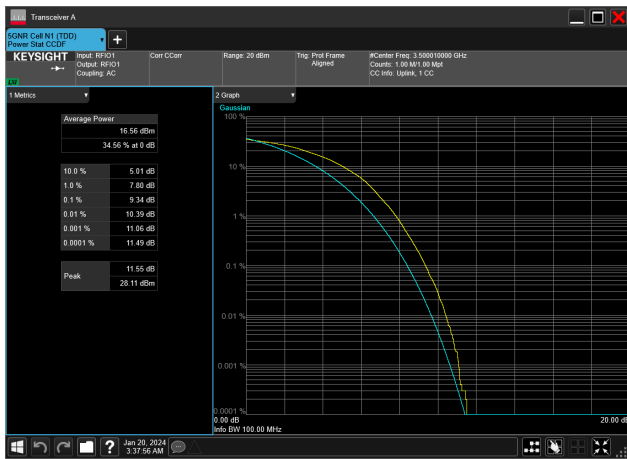 Transceiver A
5GNR Cell N1 (TDD)
Power Stat CCDF
KEYSIGHT
Input: RFIO1
Output: RFIO1
Coupling: AC
Corr CCorr
Range: 20 dBm
Trig: Prot Frame
Aligned
#Center Freq: 3.500010000 GHz
Counts: 1.00 M/1.00 Mpt
CC Info: Uplink, 1 CC
1 Metrics
Average Power
16.56 dBm
34.56 % at 0 dB
10.0 % 5.01 dB
1.0 % 7.80 dB
0.1 % 9.34 dB
0.01 % 10.39 dB
0.001 % 11.06 dB
0.0001 % 11.49 dB
Peak
11.55 dB
28.11 dBm
2 Graph
Gaussian
100 %
10 %
1 %
0.1 %
0.01 %
0.001 %
0.0001 %
0.00 dB
20.00 dB
Info BW 100.00 MHz
Jan 20, 2024
3:37:56 AM